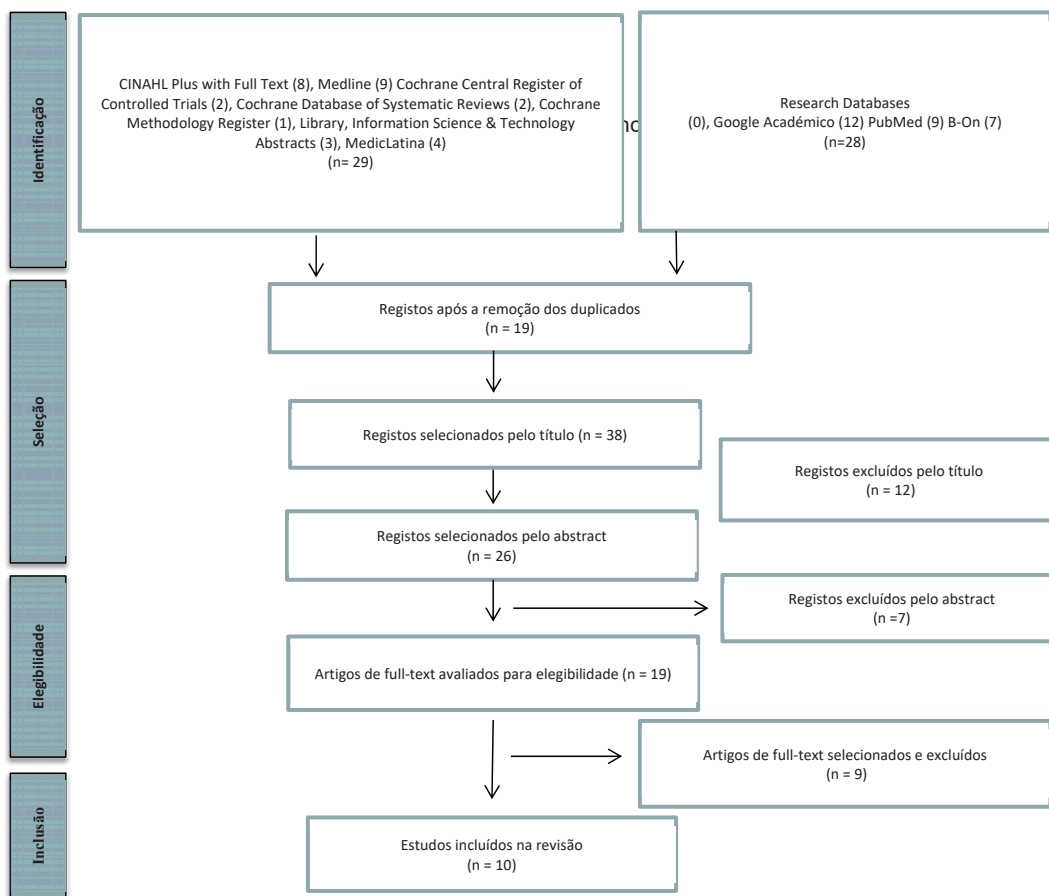 Identificação
CINAHL Plus with Full Text (8), Medline (9) Cochrane Central Register of
Controlled Trials (2), Cochrane Database of Systematic Reviews (2), Cochrane
Methodology Register (1), Library, Information Science & Technology
Abstracts (3), MedicLatina (4)
(n= 29)
Research Databases
(0), Google Académico (12) PubMed (9) B-On (7)
(n=28)
Seleção
Registos após a remoção dos duplicados
(n = 19)
Registos selecionados pelo título (n = 38)
Registos excluídos pelo título
(n = 12)
Registos selecionados pelo abstract
(n = 26)
Elegibilidade
Registos excluídos pelo abstract
(n =7)
Artigos de full-text avaliados para elegibilidade (n = 19)
Artigos de full-text selecionados e excluídos
(n = 9)
Inclusão
Estudos incluídos na revisão
(n = 10)